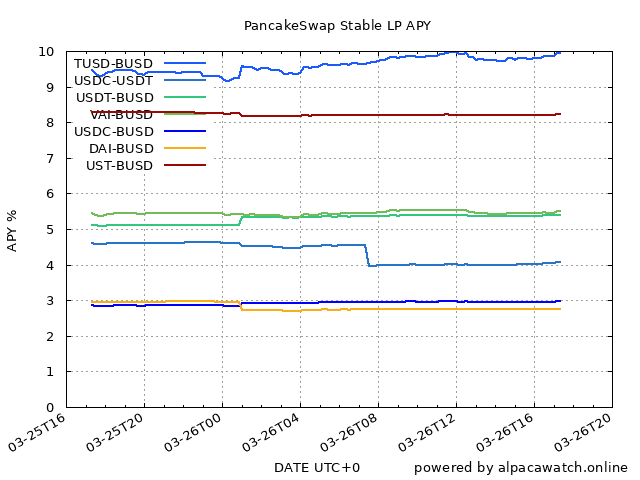 PancakeSwap Stable LP APY
10
9
8
7
6
5
4
3
2
1
0
APY %
TUSD-BUSD
USDC-USDT
USDT-BUSD
VAI-BUSD
USDC-BUSD
DAI-BUSD
UST-BUSD
03-25T16
03-25T20
03-26T00
03-26T04
03-26T08
03-26T12
03-26T16
03-26T20
DATE UTC+0
powered by alpacawatch.online